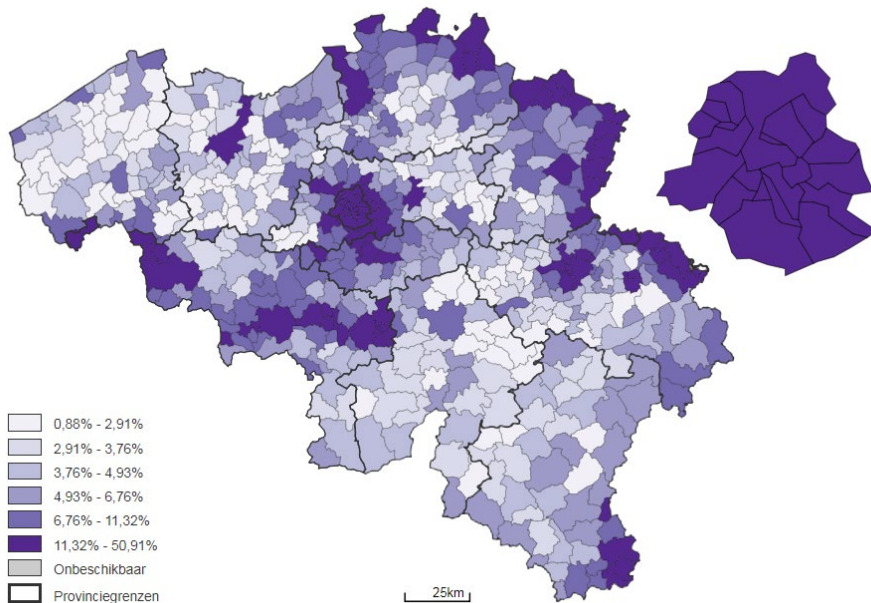 0,88% - 2,91%
2,91% - 3,76%
3,76% - 4,93%
4,93% - 6,76%
6,76% - 11,32%
11,32% - 50,91%
Onbeschikbaar
Provinciegrenzen
25km